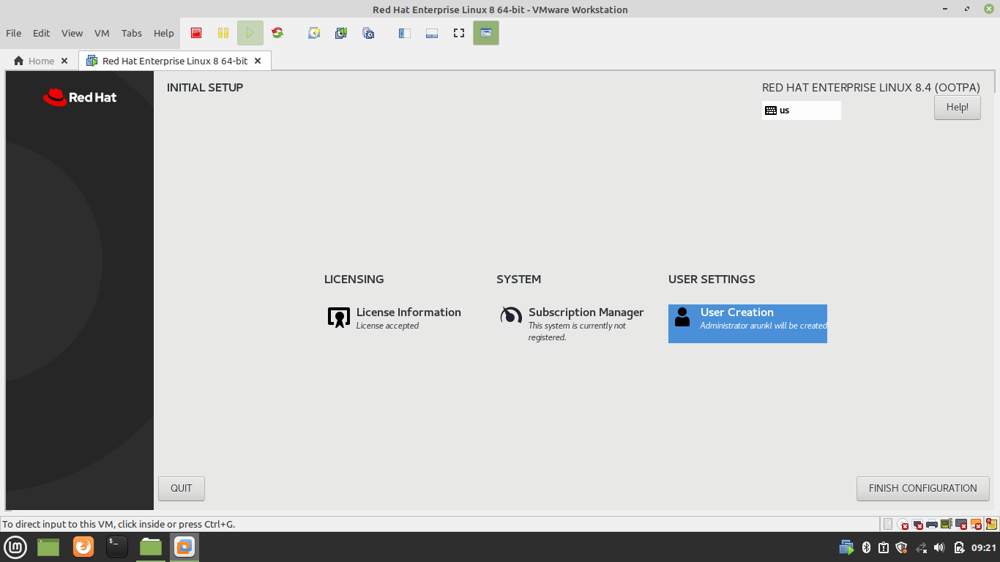 Red Hat Enterprise Linux 8 64-bit - VMware Workstation
File Edit View VM Tabs Help
Home
Red Hat Enterprise Linux 8 64-bit
Red Hat
INITIAL SETUP
RED HAT ENTERPRISE LINUX 8.4 (OOTPA)
us
Help!
LICENSING
License Information
License accepted
SYSTEM
Subscription Manager
This system is currently not
registered.
USER SETTINGS
User Creation
Administrator arunkl will be created
QUIT
FINISH CONFIGURATION
To direct input to this VM, click inside or press Ctrl+G.
09:21